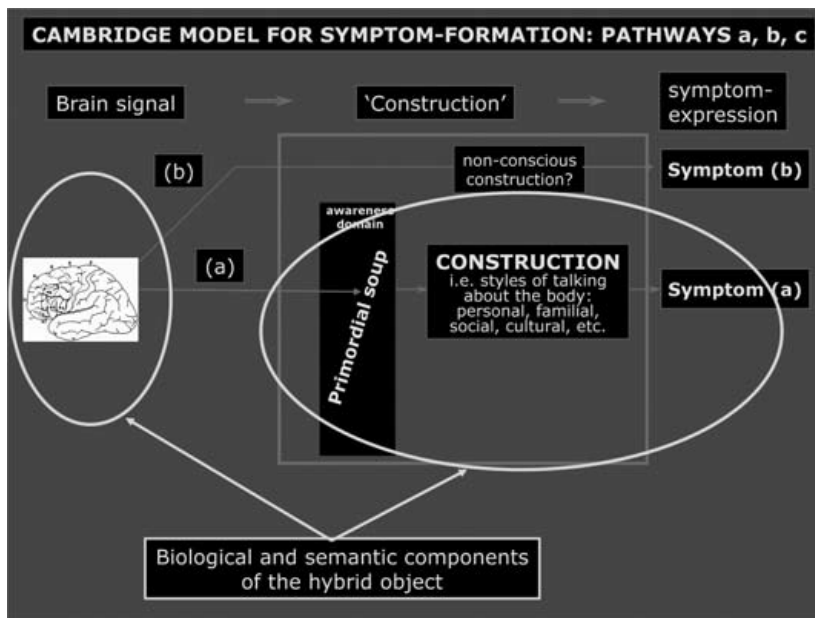 CAMBRIDGE MODEL FOR SYMPTOM-FORMATION: PATHWAYS a, b, c
Brain signal
'Construction'
symptom-
expression
(b)
non-conscious
construction?
Symptom (b)
awareness
domain
(a)
Primordial soup
CONSTRUCTION
i.e. styles of talking
about the body:
personal, familial,
social, cultural, etc.
Symptom (a)
Biological and semantic components
of the hybrid object